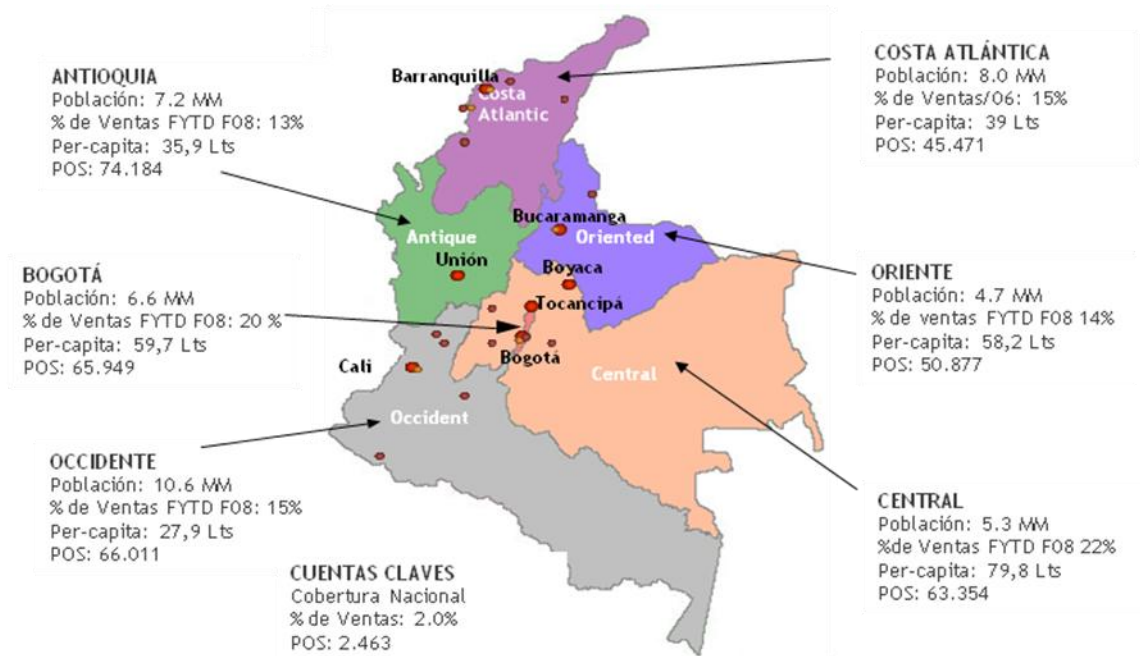 ANTIOQUIA
Población: 7.2 MM
% de Ventas FYTD F08: 13%
Per-capita: 35,9 Lts
POS: 74.184
COSTA ATLÁNTICA
Población: 8.0 MM
% de Ventas/06: 15%
Per-capita: 39 Lts
POS: 45.471
Barranquilla
Costa
Atlantic
Bucaramanga
Oriented
Antique
Unión
Boyaca
Tocancipá
Bogotá
Central
Cali
Occident
BOGOTÁ
Población: 6.6 MM
% de Ventas FYTD F08: 20 %
Per-capita: 59,7 Lts
POS: 65.949
ORIENTE
Población: 4.7 MM
% de ventas FYTD F08 14%
Per-capita: 58,2 Lts
POS: 50.877
OCCIDENTE
Población: 10.6 MM
% de Ventas FYTD F08: 15%
Per-capita: 27,9 Lts
POS: 66.011
CENTRAL
Población: 5.3 MM
%de Ventas FYTD F08 22%
Per-capita: 79,8 Lts
POS: 63.354
CUENTAS CLAVES
Cobertura Nacional
% de Ventas: 2.0%
POS: 2.463